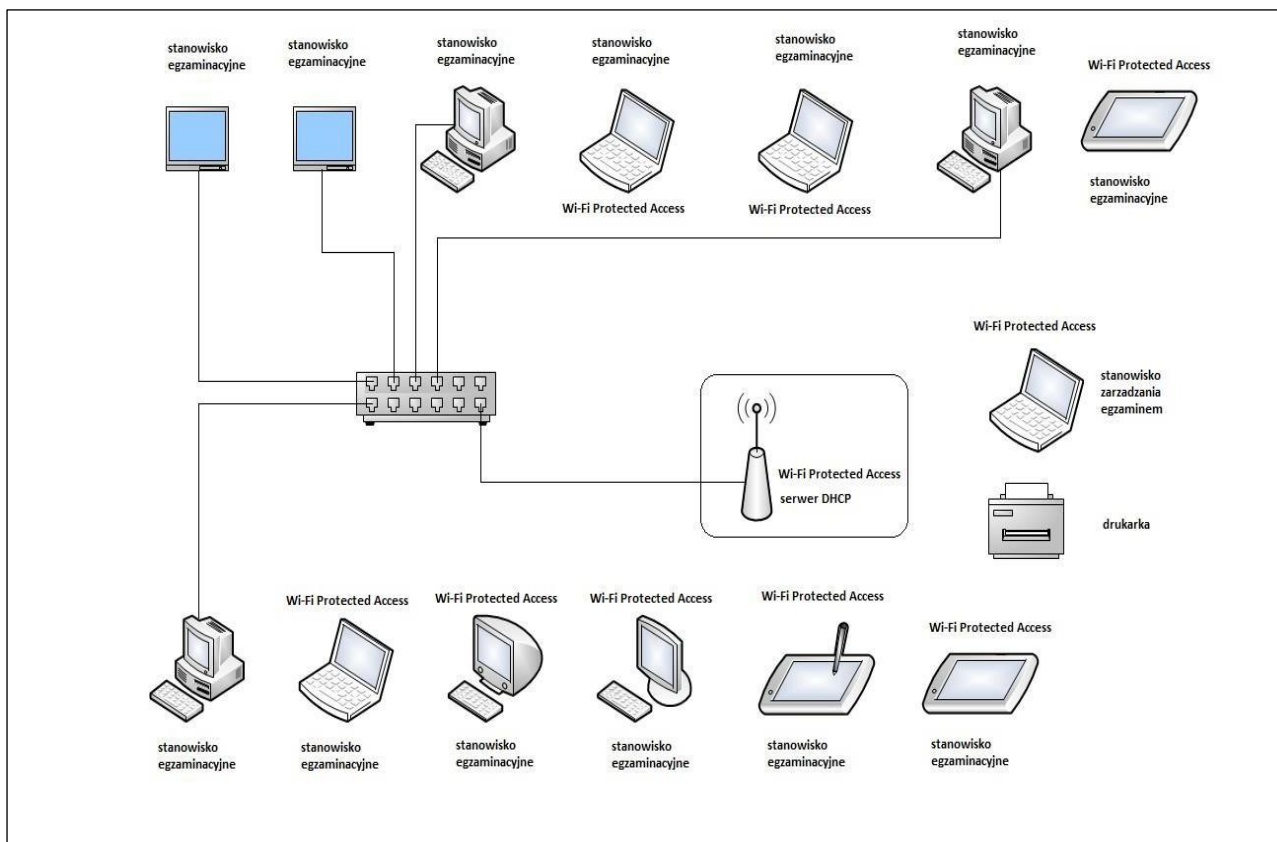 stanowisko
egzaminacyjne
stanowisko
egzaminacyjne
stanowisko
egzaminacyjne
stanowisko
egzaminacyjne
stanowisko
egzaminacyjne
stanowisko
egzaminacyjne
Wi-Fi Protected Access
stanowisko
egzaminacyjne
Wi-Fi Protected Access
Wi-Fi Protected Access
Wi-Fi Protected Access
stanowisko
zarzadzania
egzaminem
Wi-Fi Protected Access
serwer DHCP
drukarka
Wi-Fi Protected Access
Wi-Fi Protected Access
Wi-Fi Protected Access
Wi-Fi Protected Access
Wi-Fi Protected Access
stanowisko
egzaminacyjne
stanowisko
egzaminacyjne
stanowisko
egzaminacyjne
stanowisko
egzaminacyjne
stanowisko
egzaminacyjne
stanowisko
egzaminacyjne